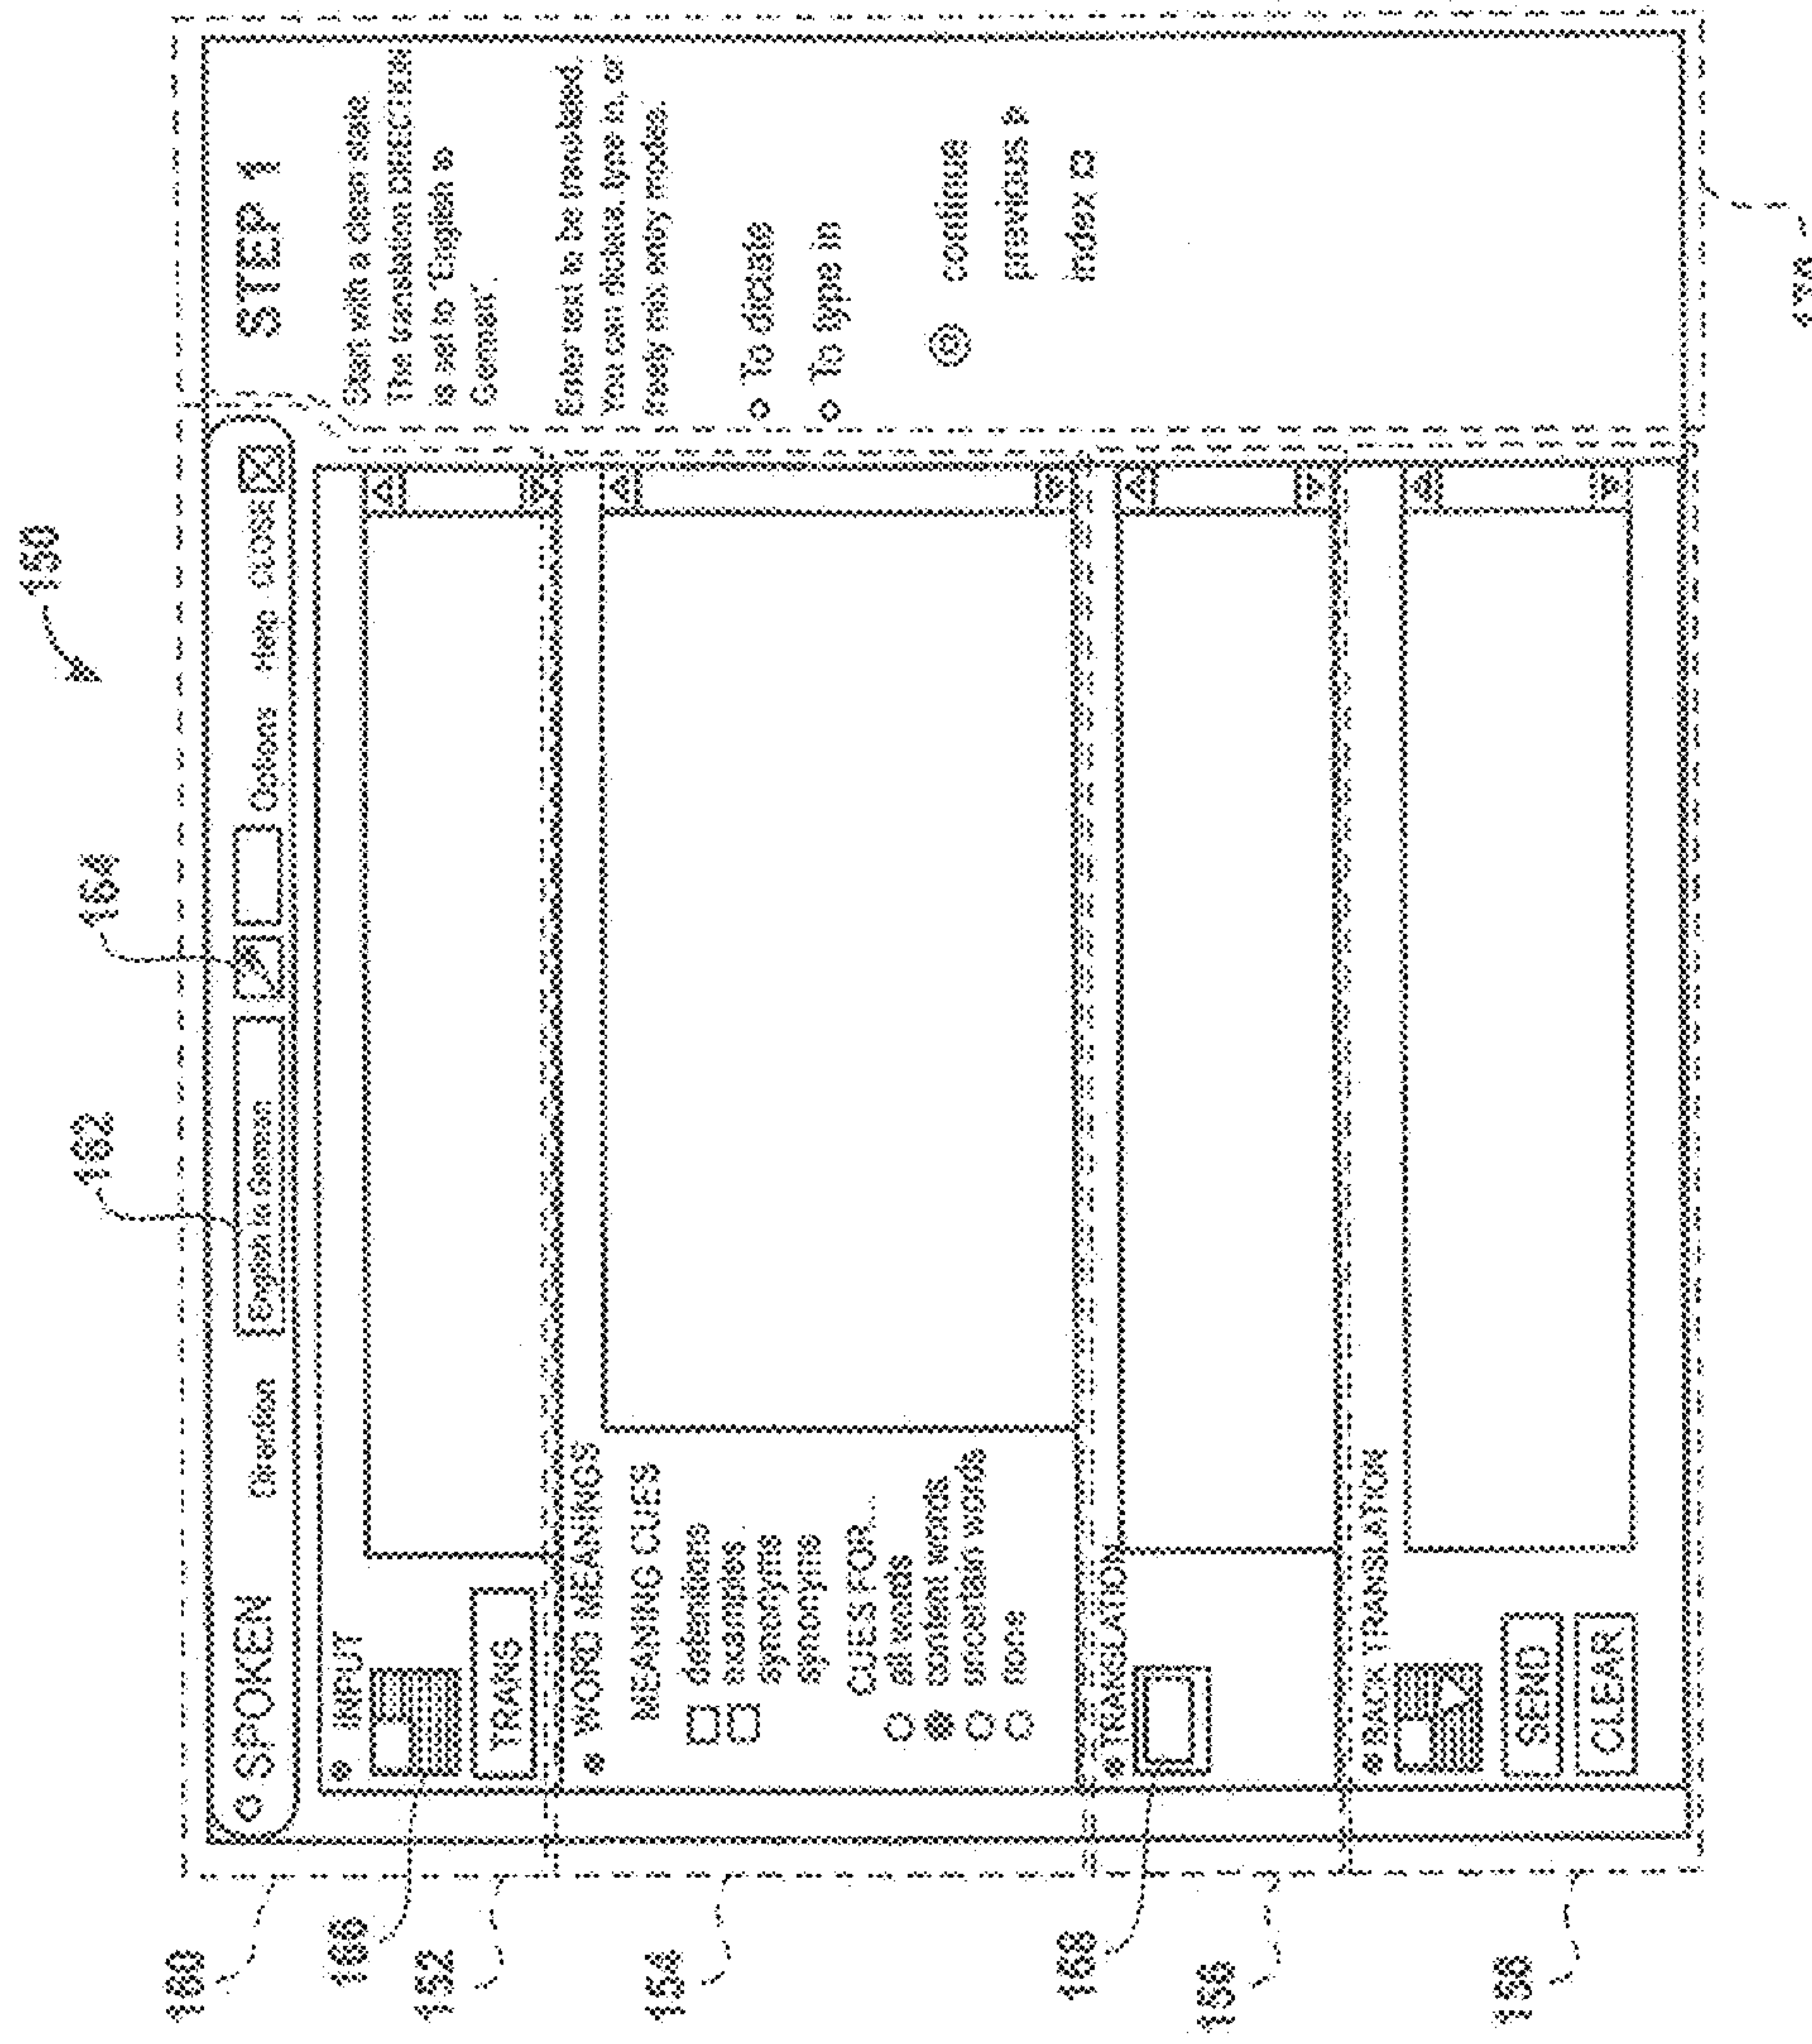 150
160
162
164
SPOKEN Direction English to German Options Help CLOSE
166
152
INPUT
TRANS
154
WORD MEANINGS
MEANING CUES
definitions
examples
synonyms
synonyms
CUES FOR...
all words
unclear words
uncertain words
none
168
156
TRANSLATION
158
BACK TRANSLATION
SEND
CLEAR
STEP 1
Start with a clean slate.
The translation DIRECTION
is set to 'English to
German'.
Enter text to be translated.
You can dictate, type in, or
freely mix entry modes.
To dictate
To type in
continue
previous
index
170